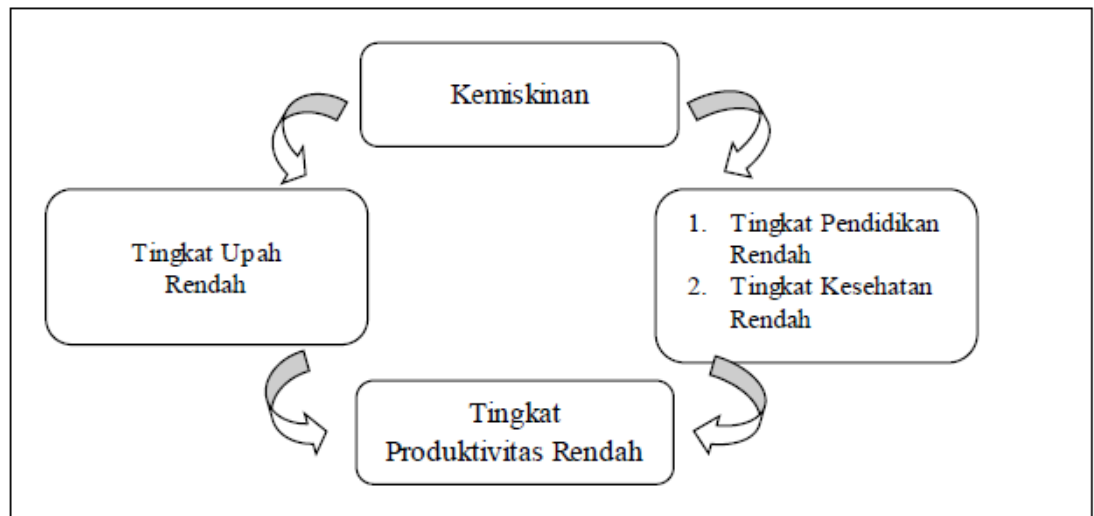 Kemiskinan
Tingkat Upah
Rendah
1. Tingkat Pendidikan
Rendah
2. Tingkat Kesehatan
Rendah
Tingkat
Produktivitas Rendah